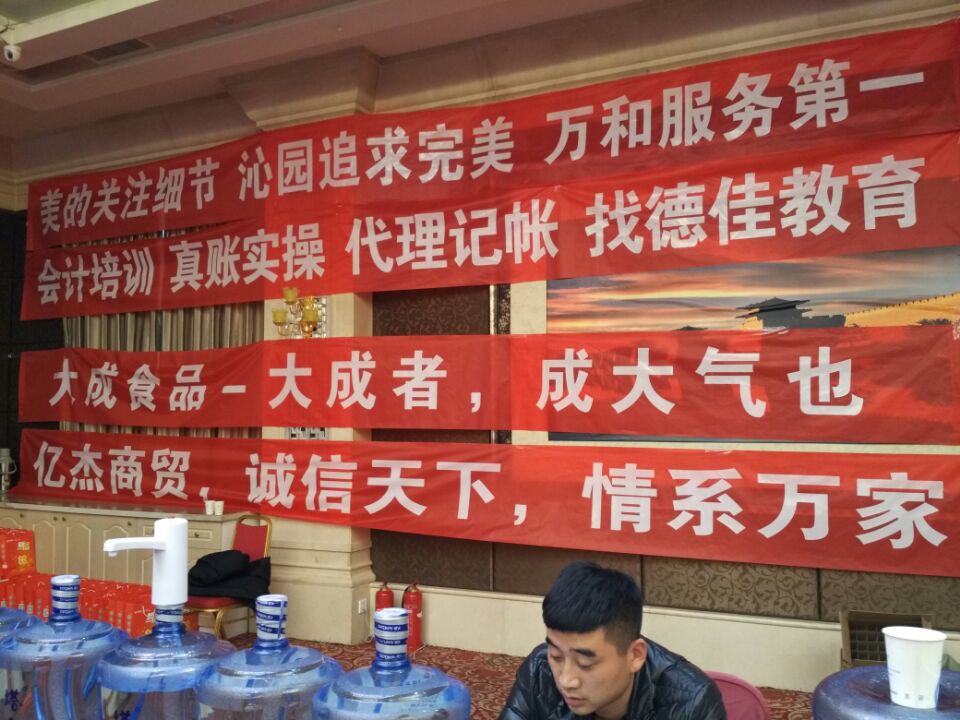 美的关注细节 沁园追求完美 万和服务第一
会计培训 真账实操 代理记帐 找德佳教育
大成食品-大成者，成大气也
亿杰商贸，诚信天下，情系万家